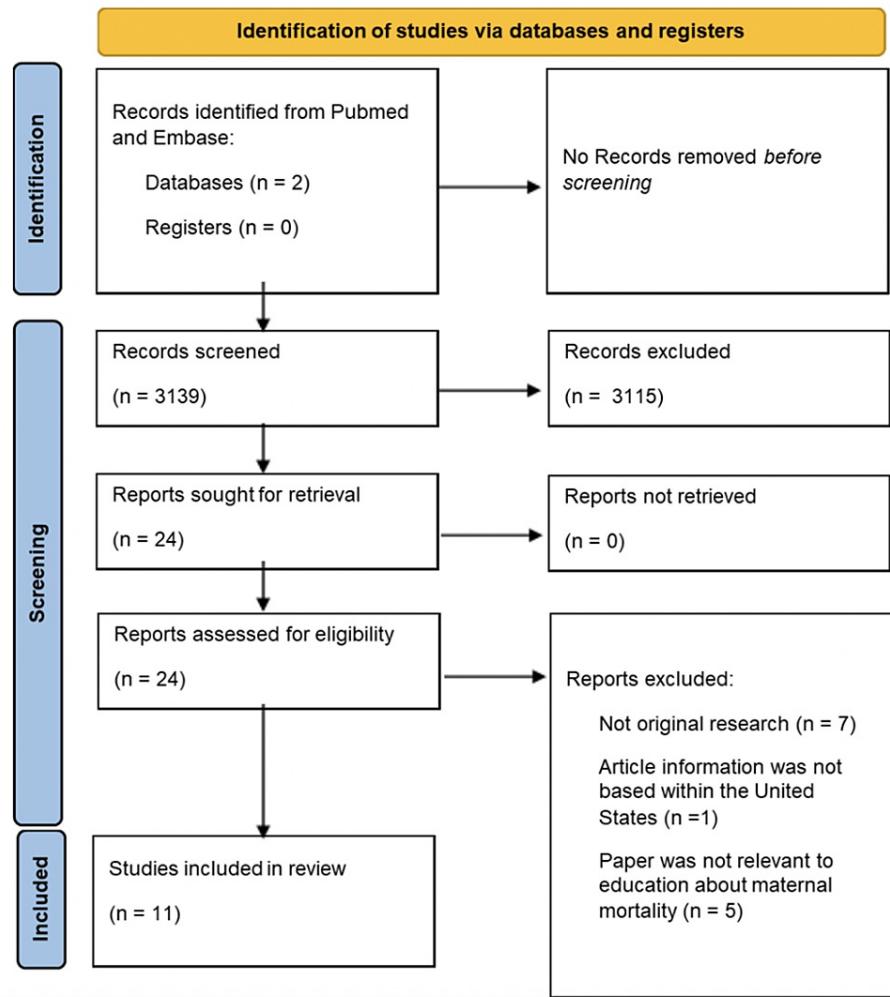 Identification of studies via databases and registers
Identification
Records identified from Pubmed
and Embase:
Databases (n = 2)
Registers (n = 0)
No Records removed before
screening
Screening
Records screened
(n = 3139)
Records excluded
(n = 3115)
Reports sought for retrieval
(n = 24)
Reports not retrieved
(n = 0)
Reports assessed for eligibility
(n = 24)
Reports excluded:
Not original research (n = 7)
Article information was not
based within the United
States (n =1)
Paper was not relevant to
education about maternal
mortality (n = 5)
Included
Studies included in review
(n = 11)